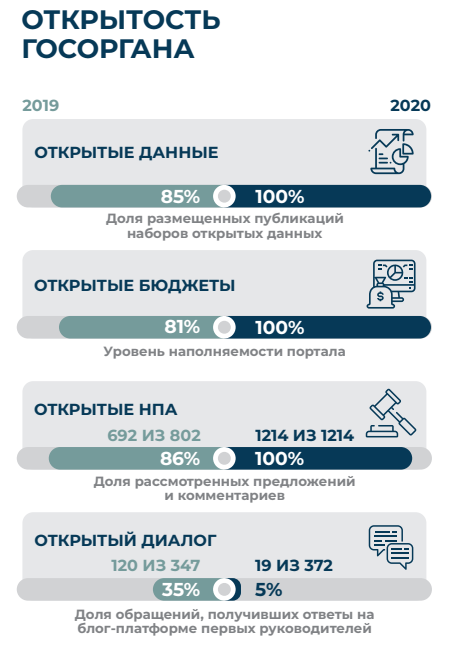 ОТКРЫТОСТЬ
ГОСОРГАНА
2019
2020
ОТКРЫТЫЕ ДАННЫЕ
85%
100%
Доля размещенных публикаций
наборов открытых данных
ОТКРЫТЫЕ БЮДЖЕТЫ
$
81%
100%
Уровень наполняемости портала
ОТКРЫТЫЕ НПА
692 ИЗ 802
1214 ИЗ 1214
86%
100%
Доля рассмотренных предложений
и комментариев
ОТКРЫТЫЙ ДИАЛОГ
120 ИЗ 347
19 ИЗ 372
35%
5%
Доля обращений, получивших ответы на
блог-платформе первых руководителей